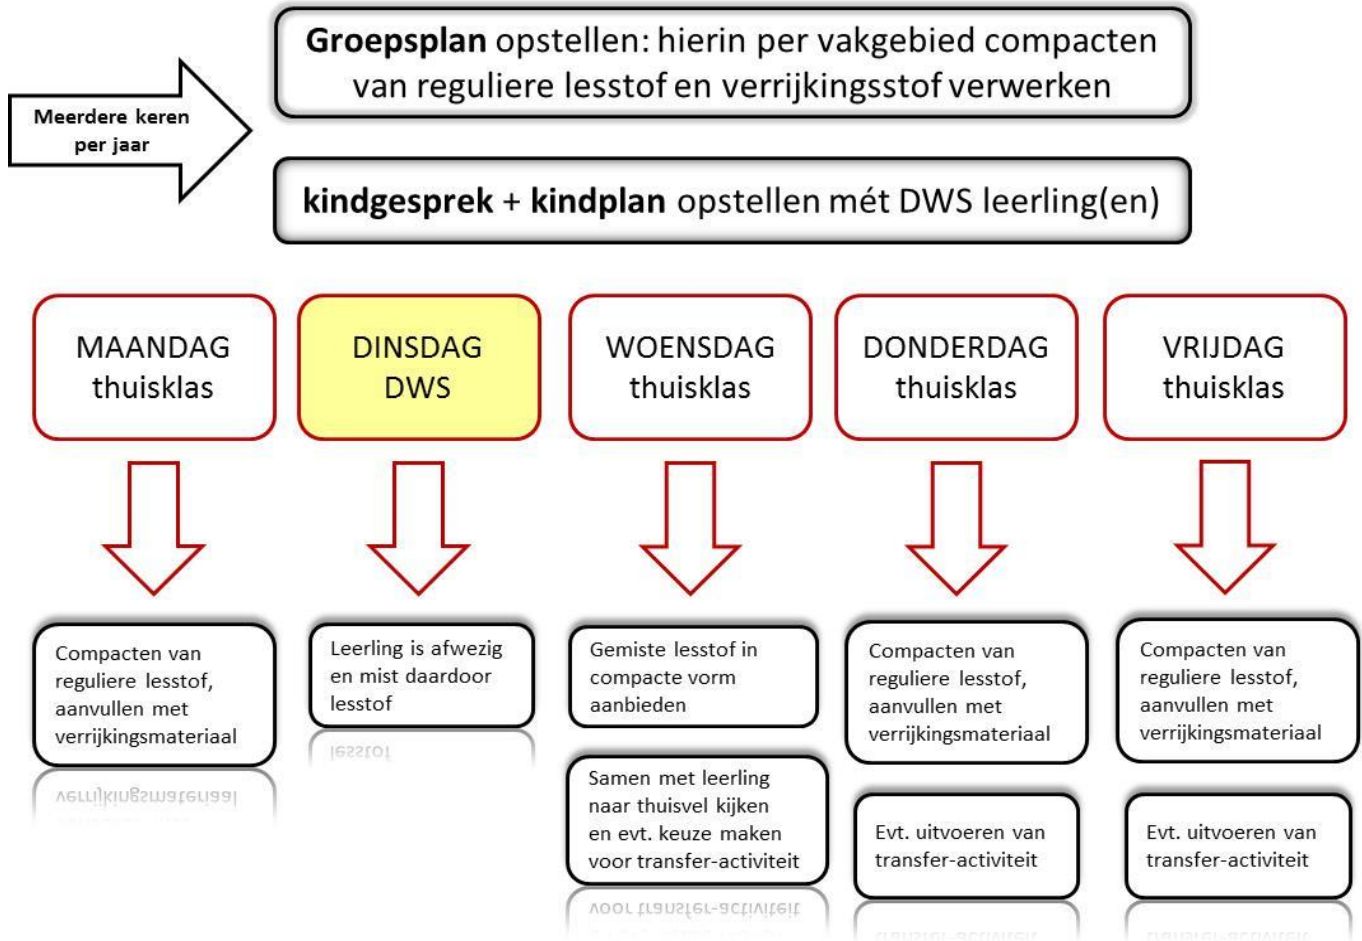 Groepsplan opstellen: hierin per vakgebied compacten
van reguliere lesstof en verrijkingsstof verwerken
Meerdere keren
per jaar
kindgesprek + kindplan opstellen mét DWS leerling(en)
MAANDAG
thuisklas
DINSDAG
DWS
WOENSDAG
thuisklas
DONDERDAG
thuisklas
VRIJDAG
thuisklas
Compacten van
reguliere lesstof,
aanvullen met
verrijkingsmateriaal
Leerling is afwezig
en mist daardoor
lesstof
Gemiste lesstof in
compacte vorm
aanbieden
Samen met leerling
naar thuisvel kijken
en evt. keuze maken
voor transfer-activiteit
Compacten van
reguliere lesstof,
aanvullen met
verrijkingsmateriaal
Evt. uitvoeren van
transfer-activiteit
Compacten van
reguliere lesstof,
aanvullen met
verrijkingsmateriaal
Evt. uitvoeren van
transfer-activiteit